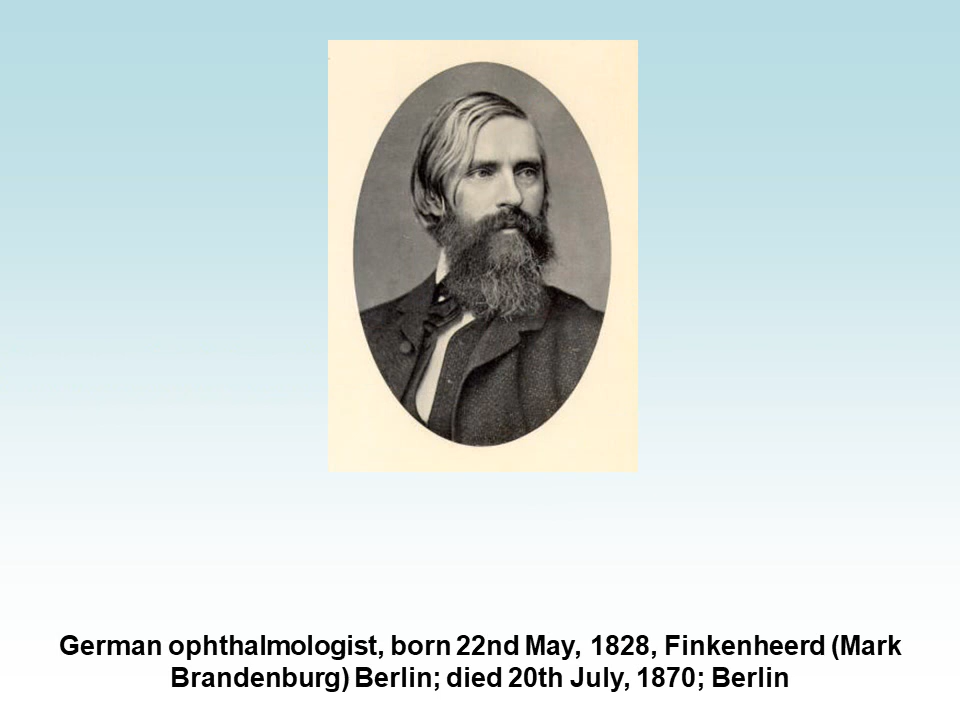 German ophthalmologist, born 22nd May, 1828, Finkenheerd (Mark
Brandenburg) Berlin; died 20th July, 1870; Berlin